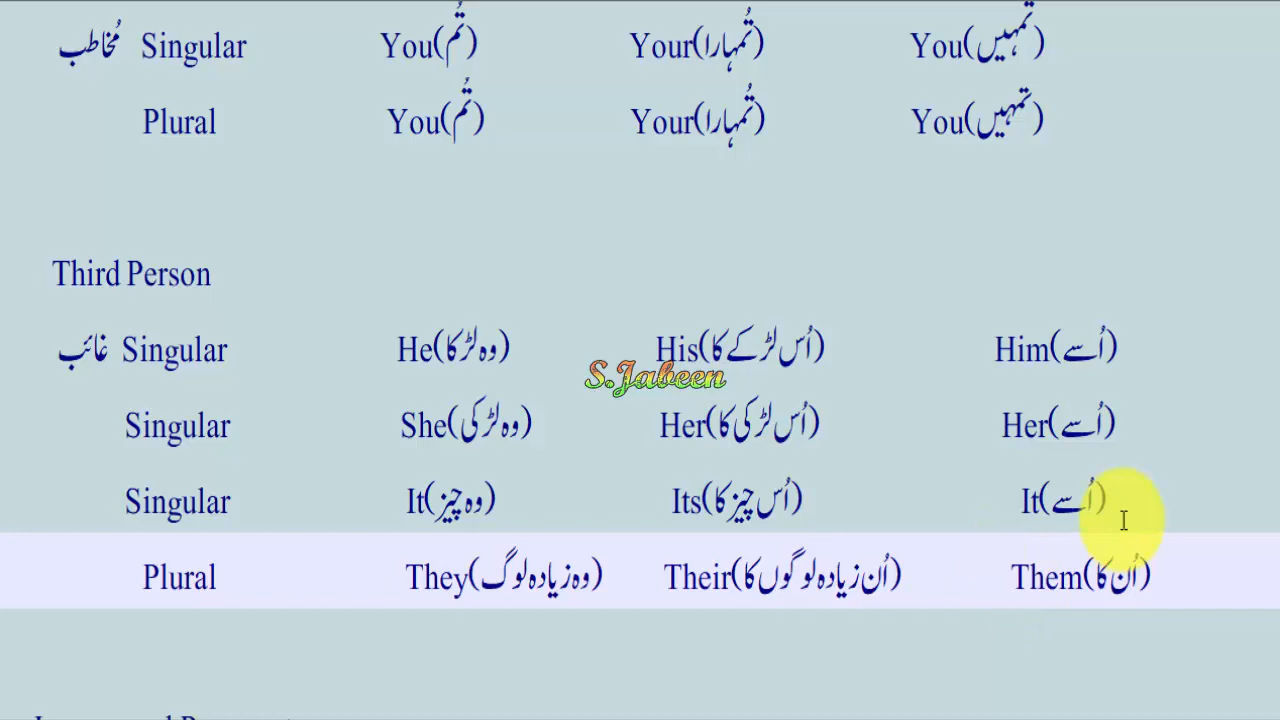 مُخاطب Singular You(تُم) Your(تُمہارا) You(تمہیں)
Plural You(تُم) Your(تُمہارا) You(تمہیں)
Third Person
غائب Singular He(وہ لڑکا) His(اُس لڑکے کا) Him(اُسے)
S.Jabeen
Singular She(وہ لڑکی) Her(اُس لڑکی کا) Her(اُسے)
Singular It(وہ چیز) Its(اُس چیز کا) It(اُسے)
Plural They(وہ زیادہ لوگ) Their(اُن زیادہ لوگوں کا) Them(اُن کا)